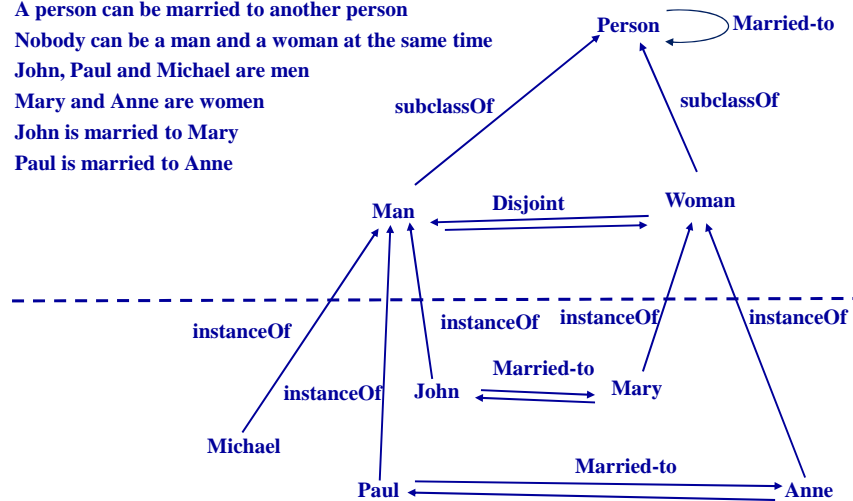 A person can be married to another person
Nobody can be a man and a woman at the same time
John, Paul and Michael are men
Mary and Anne are women
John is married to Mary
Paul is married to Anne
Person
Married-to
subclassOf
subclassOf
Man
Disjoint
Woman
instanceOf
instanceOf
instanceOf
instanceOf
instanceOf
Married-to
John
Mary
Michael
Married-to
Paul
Anne